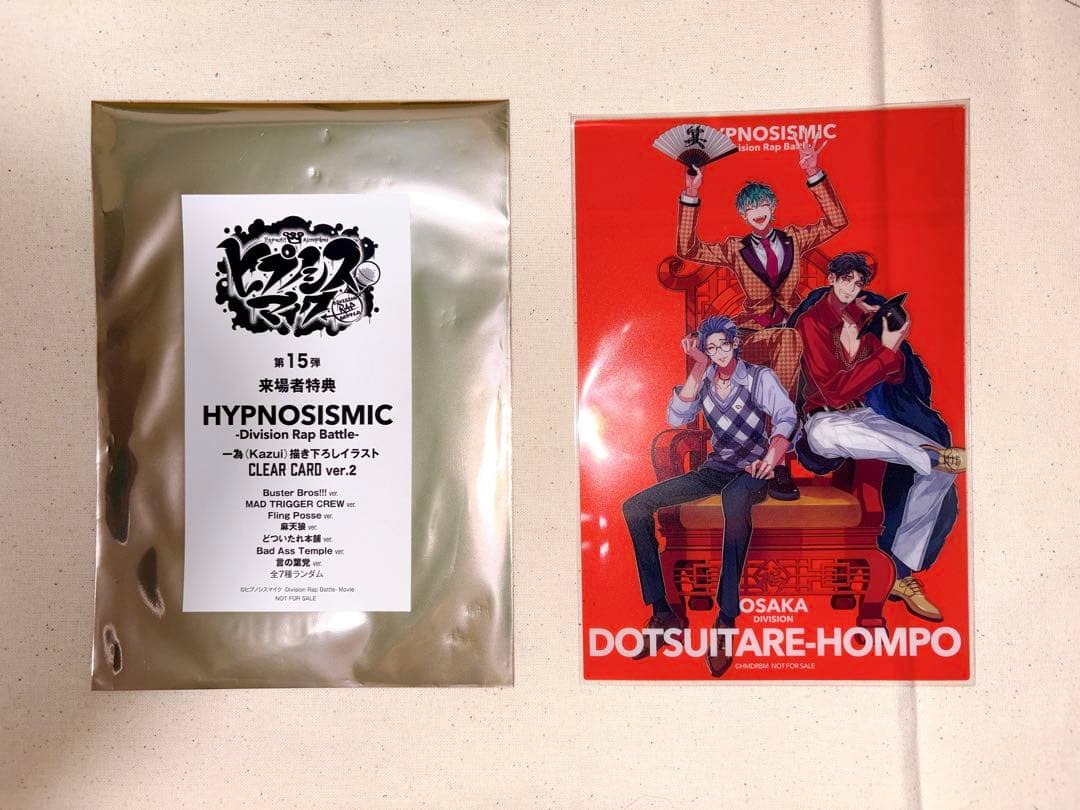 ヒプノシスマイク
DIVISION RAP BATTLE
第15弾
来場者特典
HYPNOSISMIC
-Division Rap Battle-
一為(Kazui)描き下ろしイラスト
CLEAR CARD ver.2
Buster Bros!!! ver.
MAD TRIGGER CREW ver.
Fling Posse ver.
麻天狼 ver.
どついたれ本舗 ver.
Bad Ass Temple ver.
言の葉党 ver.
全7種ランダム
©ヒプノシスマイク -Division Rap Battle- Movie
NOT FOR SALE
YPNOSISMIC
ision Rap Battle-
OSAKA
DIVISION
DOTSUITARE-HOMPO
©HMDRBM NOT FOR SALE